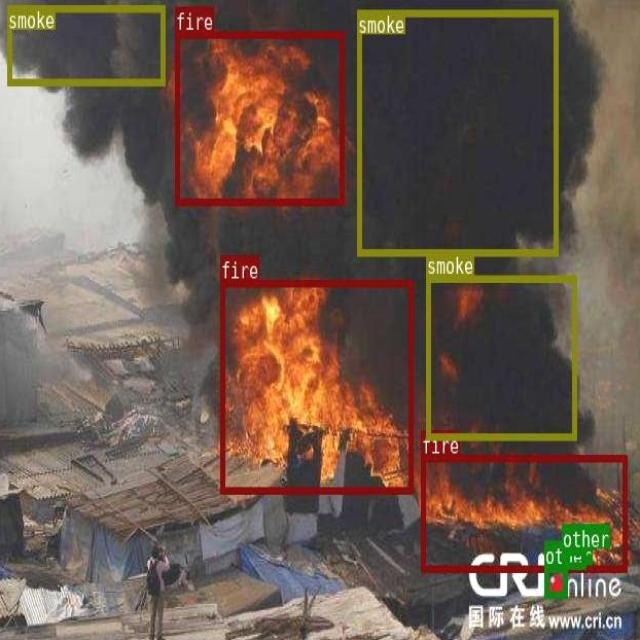 smoke
fire
smoke
fire
smoke
fire
other
CRI online
国际在线 www.cri.cn